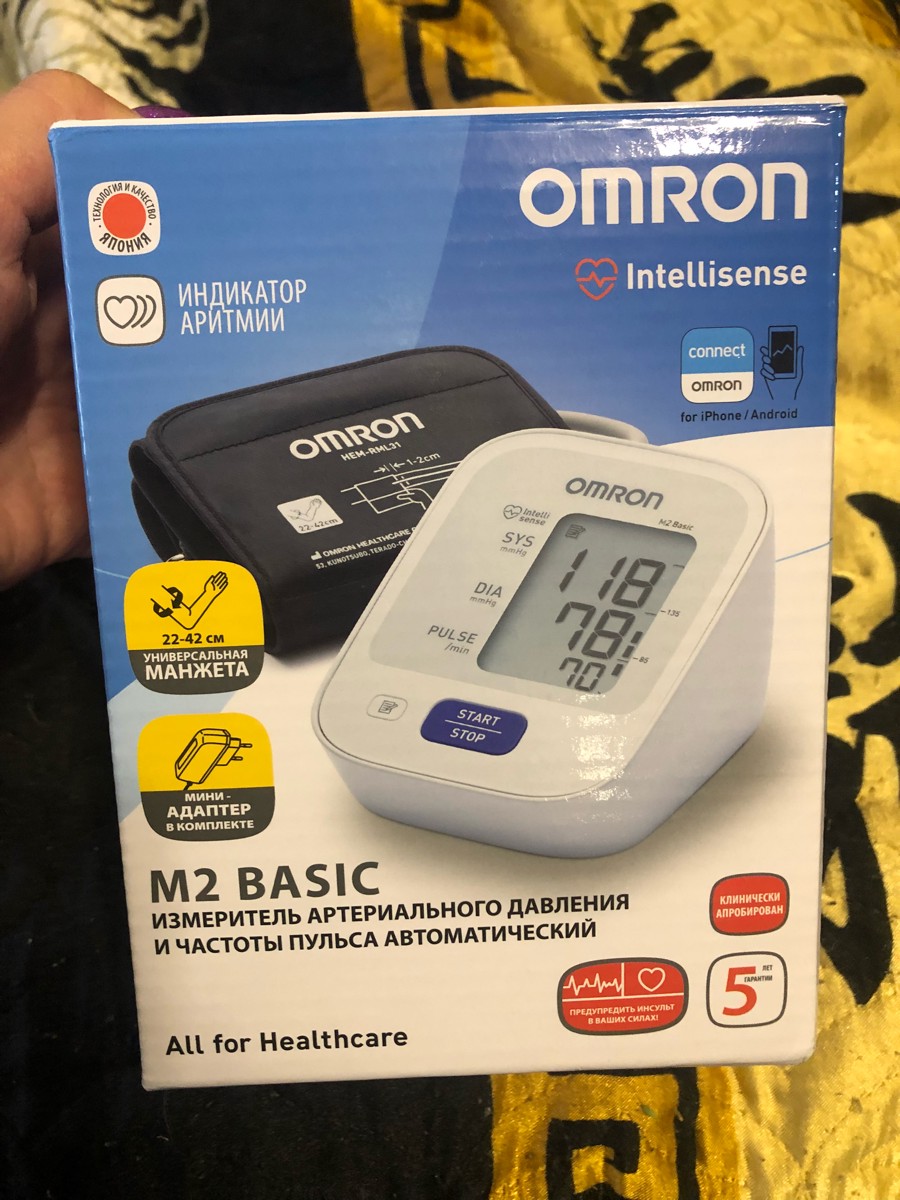 ТЕХНОЛОГИЯ И КАЧЕСТВО
ЯПОНИЯ
OMRON
Intellisense
ИНДИКАТОР
АРИТМИИ
connect
OMRON
for iPhone / Android
OMRON
HEM-RML31
1-2cm
22-42cm
OMRON HEALTHCARE
53, KUNOTSUBO, TERADO-C
OMRON
M2 Basic
Intelli
sense
SYS
mmHg
118
DIA
mmHg
78
135
85
PULSE
/min
70
START
STOP
22-42 см
УНИВЕРСАЛЬНАЯ
МАНЖЕТА
МИНИ -
АДАПТЕР
В КОМПЛЕКТЕ
M2 BASIC
ИЗМЕРИТЕЛЬ АРТЕРИАЛЬНОГО ДАВЛЕНИЯ
И ЧАСТОТЫ ПУЛЬСА АВТОМАТИЧЕСКИЙ
КЛИНИЧЕСКИ
АПРОБИРОВАН
ПРЕДУПРЕДИТЬ ИНСУЛЬТ
В ВАШИХ СИЛАХ!
5 ЛЕТ
ГАРАНТИИ
All for Healthcare